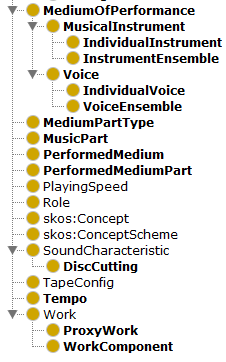 MediumOfPerformance
MusicalInstrument
IndividualInstrument
InstrumentEnsemble
Voice
IndividualVoice
VoiceEnsemble
MediumPartType
MusicPart
PerformedMedium
PerformedMediumPart
PlayingSpeed
Role
skos:Concept
skos:ConceptScheme
SoundCharacteristic
DiscCutting
TapeConfig
Tempo
Work
ProxyWork
WorkComponent